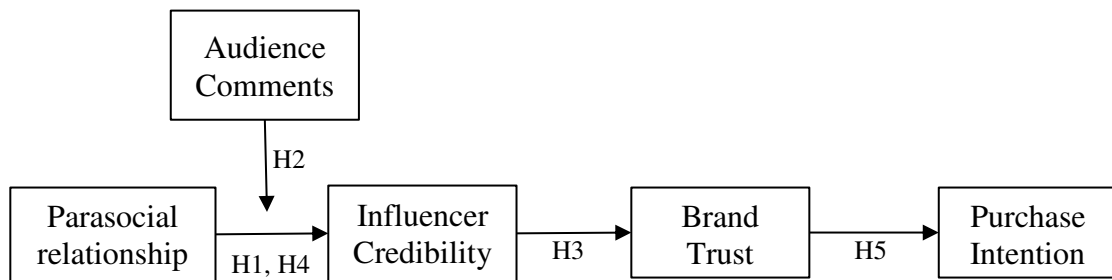 Audience
Comments
H2
Parasocial
relationship
H1, H4
Influencer
Credibility
H3
Brand
Trust
H5
Purchase
Intention